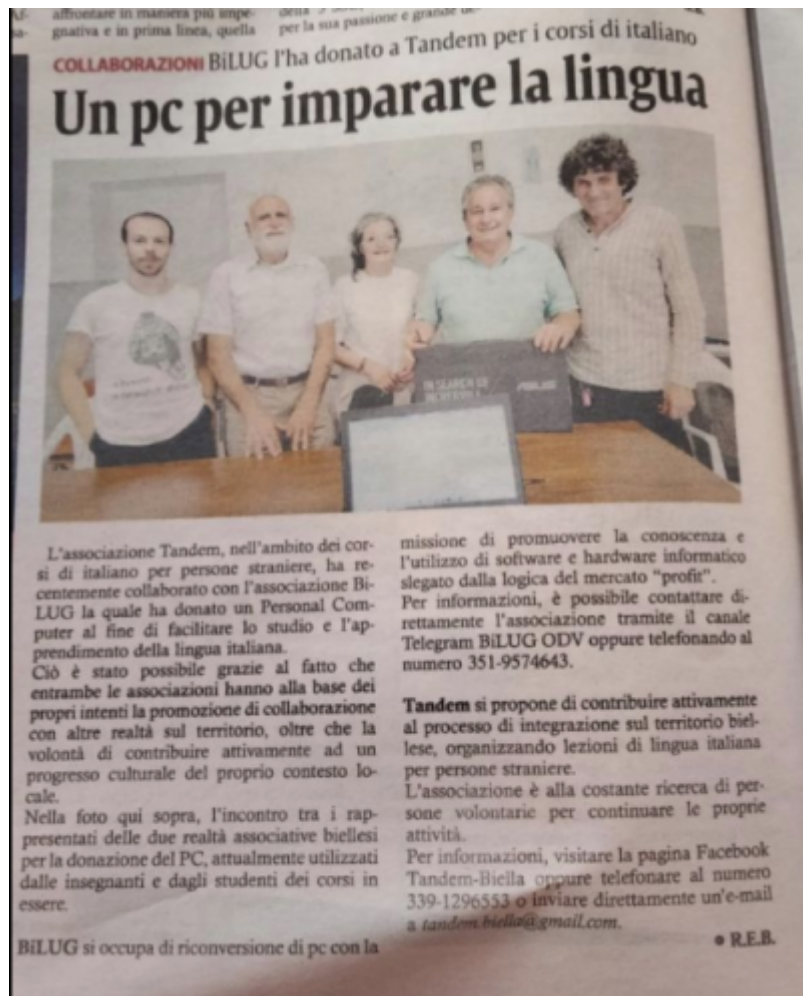 affrontare in maniera più impe-
gnativa e in prima linea, quella
per la sua passione e grande
COLLABORAZIONI BiLUG l'ha donato a Tandem per i corsi di italiano
Un pc per imparare la lingua
IN SEARCH OF
INCREDIBLE
ASUS
L'associazione Tandem, nell'ambito dei cor-
si di italiano per persone straniere, ha re-
centemente collaborato con l'associazione Bi-
LUG la quale ha donato un Personal Com-
puter al fine di facilitare lo studio e l'ap-
prendimento della lingua italiana.
Ciò è stato possibile grazie al fatto che
entrambe le associazioni hanno alla base dei
propri intenti la promozione di collaborazione
con altre realtà sul territorio, oltre che la
volontà di contribuire attivamente ad un
progresso culturale del proprio contesto lo-
cale.
Nella foto qui sopra, l'incontro tra i rap-
presentati delle due realtà associative biellesi
per la donazione del PC, attualmente utilizzati
dalle insegnanti e dagli studenti dei corsi in
essere.
BiLUG si occupa di riconversione di pc con la
missione di promuovere la conoscenza e
l'utilizzo di software e hardware informatico
slegato dalla logica del mercato "profit".
Per informazioni, è possibile contattare di-
rettamente l'associazione tramite il canale
Telegram BiLUG ODV oppure telefonando al
numero 351-9574643.
Tandem si propone di contribuire attivamente
al processo di integrazione sul territorio biel-
lese, organizzando lezioni di lingua italiana
per persone straniere.
L'associazione è alla costante ricerca di per-
sone volontarie per continuare le proprie
attività.
Per informazioni, visitare la pagina Facebook
Tandem-Biella oppure telefonare al numero
339-1296553 o inviare direttamente un'e-mail
a tandem.biella@gmail.com.
● R.E.B.